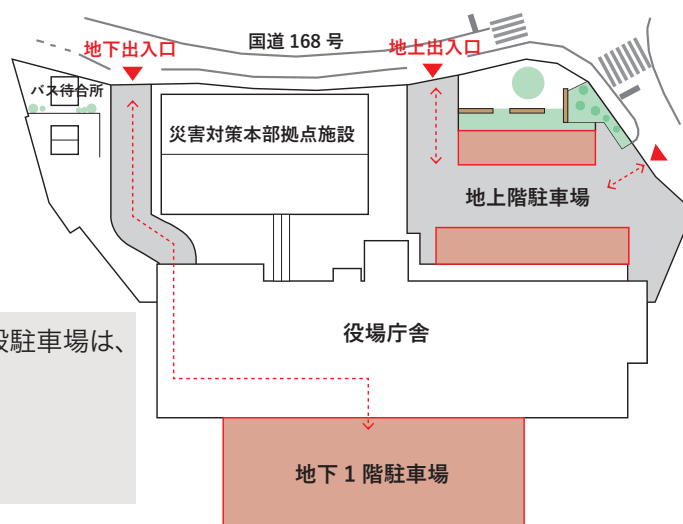 国道 168 号
地下出入口
地上出入口
バス待合所
災害対策本部拠点施設
地上階駐車場
役場庁舎
設駐車場は、
地下 1 階駐車場